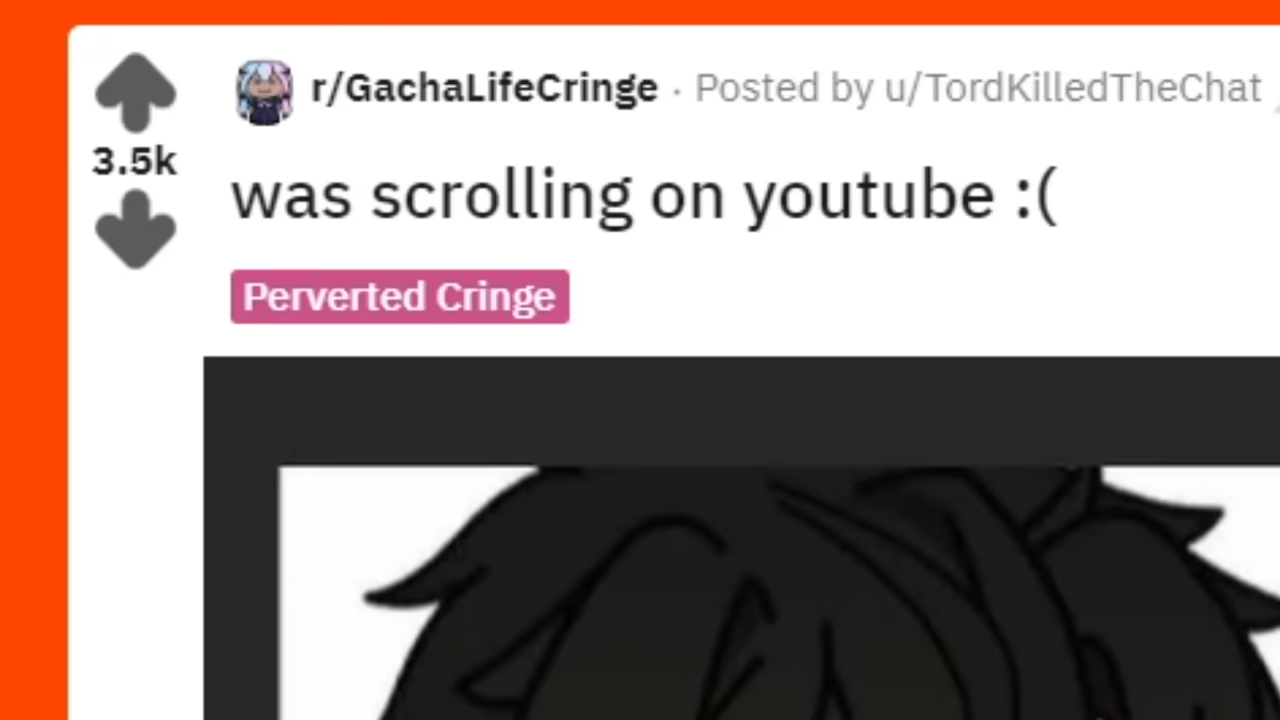 r/GachaLifeCringe · Posted by u/TordKilledTheChat
3.5k
was scrolling on youtube :(
Perverted Cringe